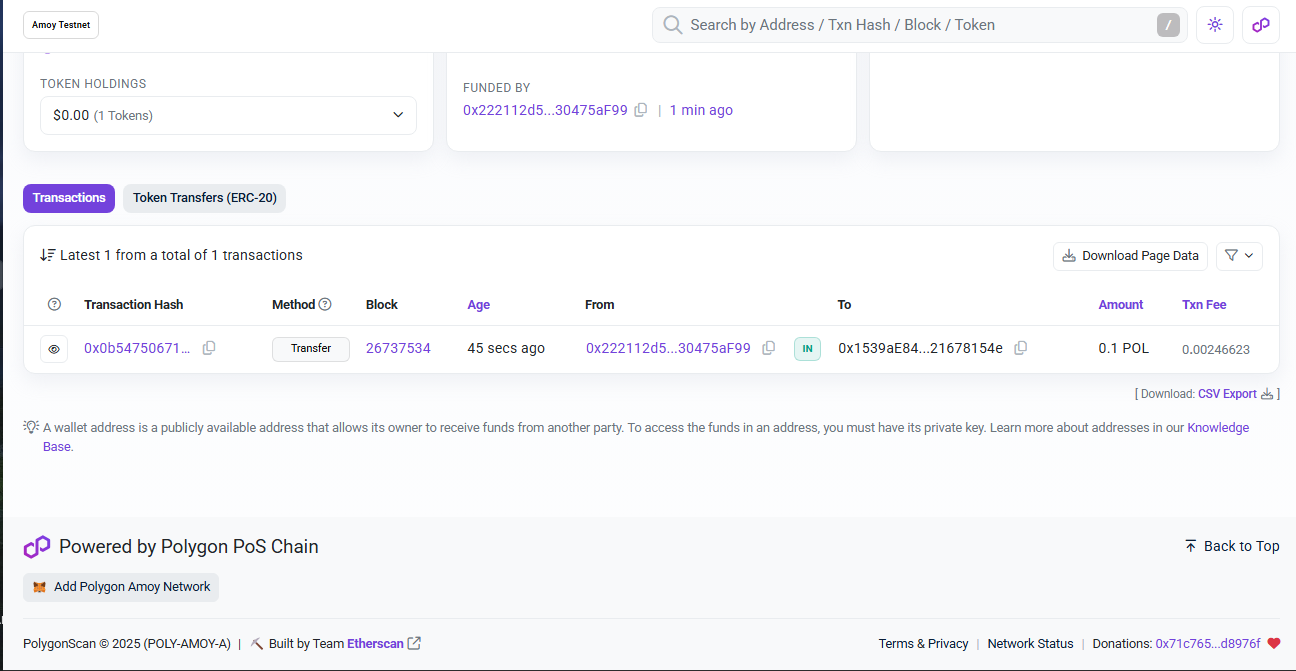 Amoy Testnet
Search by Address / Txn Hash / Block / Token
/
TOKEN HOLDINGS
$0.00 (1 Tokens)
FUNDED BY
0x222112d5...30475aF99 | 1 min ago
Transactions
Token Transfers (ERC-20)
Latest 1 from a total of 1 transactions
Download Page Data
Transaction Hash Method Block Age From To Amount Txn Fee
0x0b54750671... Transfer 26737534 45 secs ago 0x222112d5...30475aF99 IN 0x1539aE84...21678154e 0.1 POL 0.00246623
[ Download: CSV Export ]
A wallet address is a publicly available address that allows its owner to receive funds from another party. To access the funds in an address, you must have its private key. Learn more about addresses in our Knowledge
Base.
Powered by Polygon PoS Chain
Back to Top
Add Polygon Amoy Network
PolygonScan © 2025 (POLY-AMOY-A) | Built by Team Etherscan
Terms & Privacy | Network Status | Donations: 0x71c765...d8976f